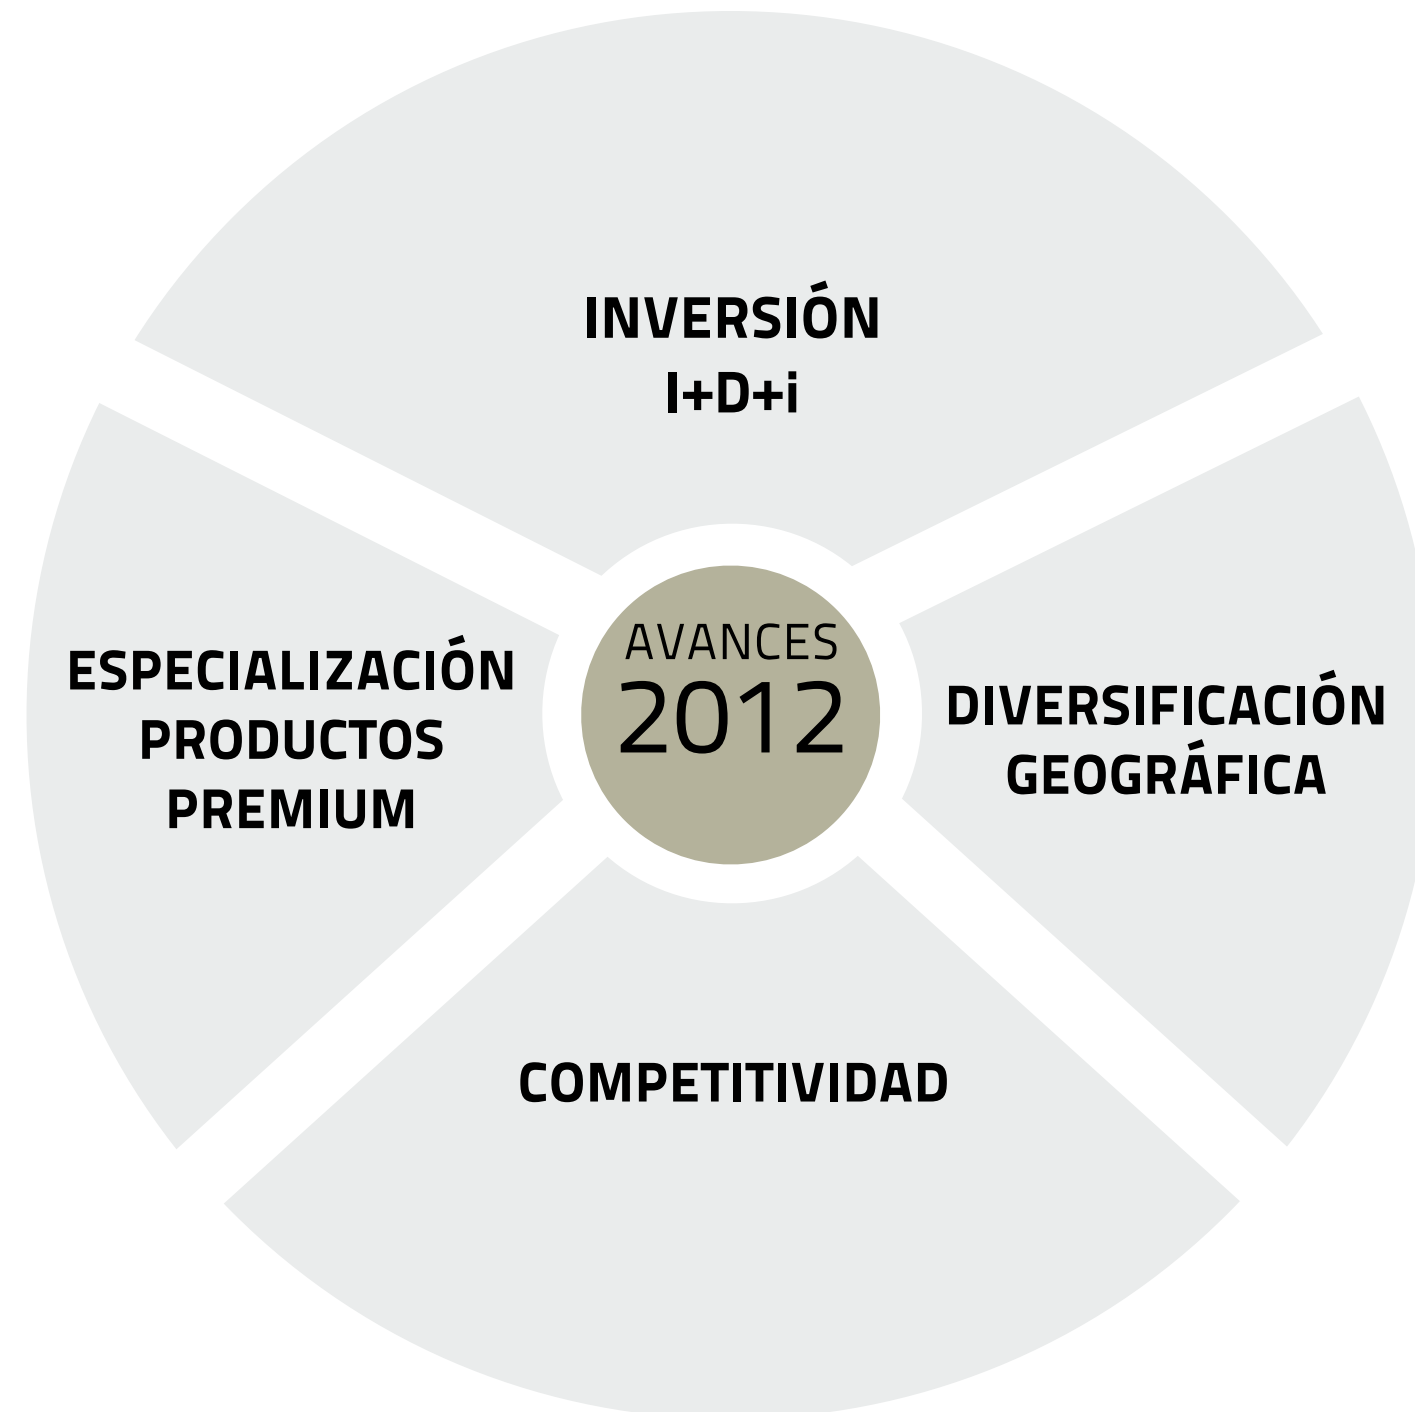 INVERSIÓN
I+D+i
ESPECIALIZACIÓN
PRODUCTOS
PREMIUM
AVANCES
2012
DIVERSIFICACIÓN
GEOGRÁFICA
COMPETITIVIDAD